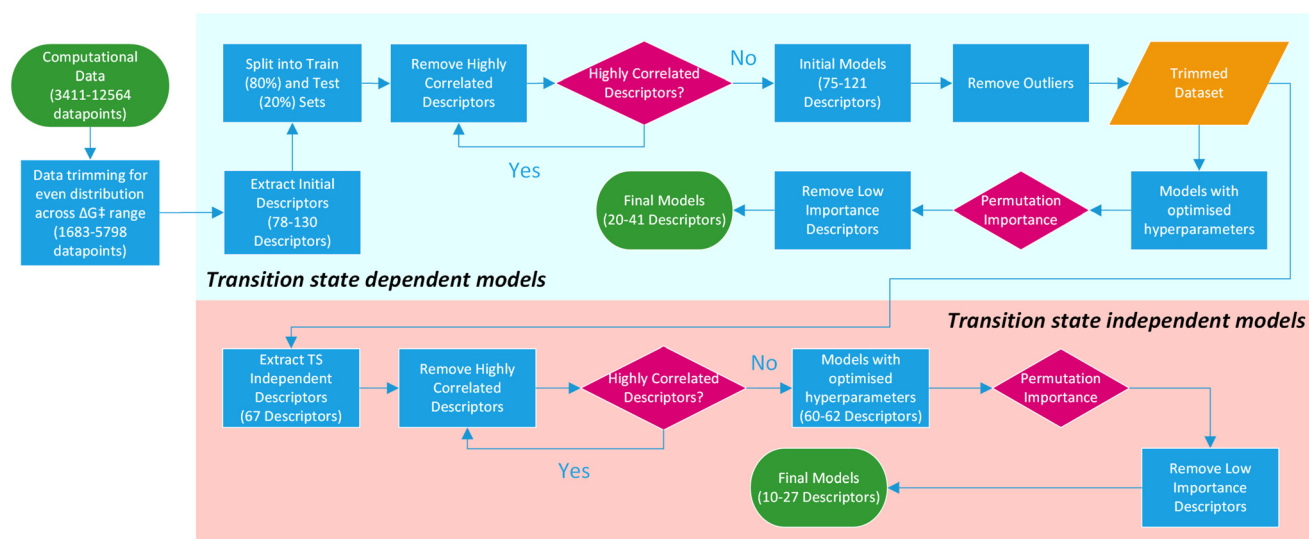 Computational
Data
(3411-12564
datapoints)
Data trimming for
even distribution
across ΔG‡ range
(1683-5798
datapoints)
Extract Initial
Descriptors
(78-130
Descriptors)
Split into Train
(80%) and Test
(20%) Sets
Remove Highly
Correlated
Descriptors
Highly Correlated
Descriptors?
Yes
No
Initial Models
(75-121
Descriptors)
Remove Outliers
Trimmed
Dataset
Models with
optimised
hyperparameters
Permutation
Importance
Remove Low
Importance
Descriptors
Final Models
(20-41 Descriptors)
Transition state dependent models
Transition state independent models
Extract TS
Independent
Descriptors
(67 Descriptors)
Remove Highly
Correlated
Descriptors
Highly Correlated
Descriptors?
Yes
No
Models with
optimised
hyperparameters
(60-62 Descriptors)
Permutation
Importance
Remove Low
Importance
Descriptors
Final Models
(10-27 Descriptors)